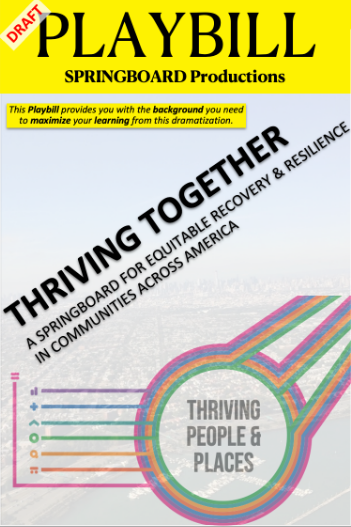 DRAFT
PLAYBILL
SPRINGBOARD Productions
This Playbill provides you with the background you need
to maximize your learning from this dramatization.
THRIVING TOGETHER
A SPRINGBOARD FOR EQUITABLE RECOVERY & RESILIENCE
IN COMMUNITIES ACROSS AMERICA
THRIVING
PEOPLE &
PLACES